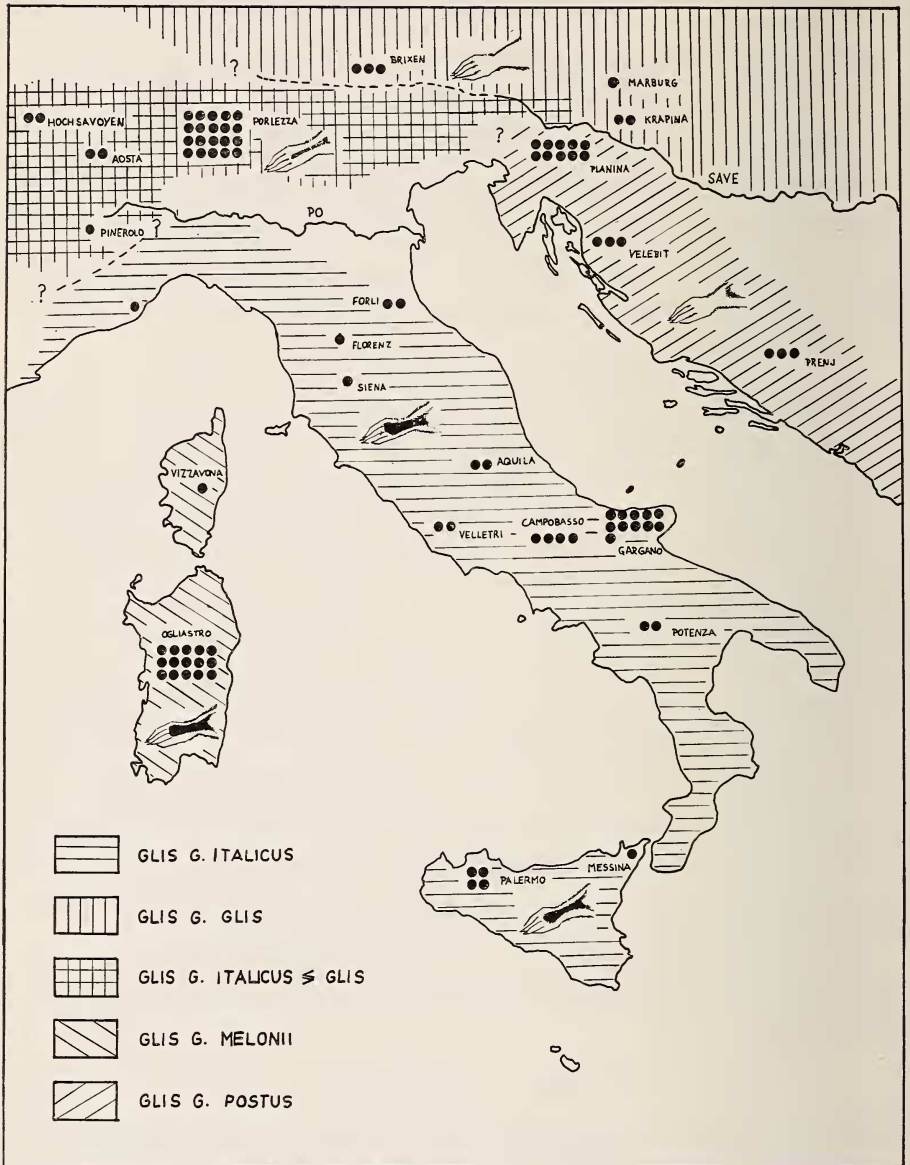 ?
BRIXEN
MARBURG
HOCHSAVOYEN
PORLEZZA
KRAPINA
?
AOSTA
PLANINA
SAVE
PO
PINEROLO
?
VELEBIT
?
FORLI
FLORENZ
PRENJ
SIENA
AQUILA
VIZZAVONA
VELLETRI
CAMPOBASSO
GARGANO
OGLIASTRO
POTENZA
GLIS G. ITALICUS
MESSINA
PALERMO
GLIS G. GLIS
GLIS G. ITALICUS ≶ GLIS
GLIS G. MELONII
GLIS G. POSTUS